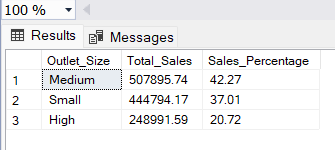 100 %
Results Messages
Outlet_Size Total_Sales Sales_Percentage
1 Medium 507895.74 42.27
2 Small 444794.17 37.01
3 High 248991.59 20.72